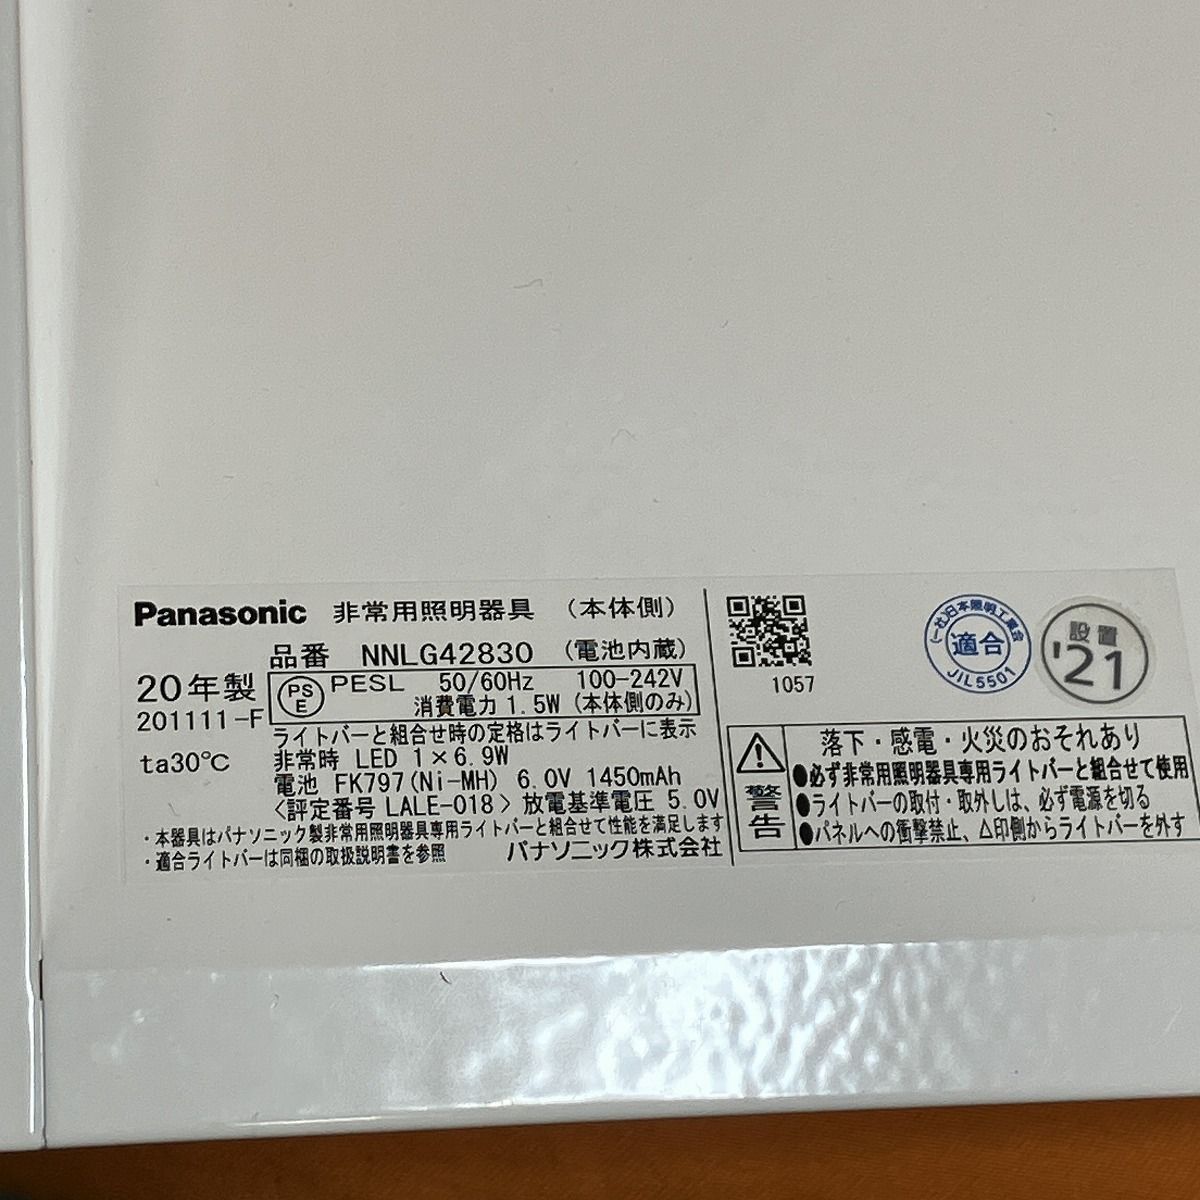 Panasonic 非常用照明器具 (本体側)
品番 NNLG42830 (電池内蔵)
20年製
201111-F
PS E PESL 50/60Hz 100-242V
消費電力 1.5W (本体側のみ)
ライトバーと組合せ時の定格はライトバーに表示
ta30℃
非常時 LED 1×6.9W
電池 FK797(Ni-MH) 6.0V 1450mAh
〈評定番号 LALE-018〉放電基準電圧 5.0V
・本器具はパナソニック製非常用照明器具専用ライトバーと組合せて性能を満足します
・適合ライトバーは同梱の取扱説明書を参照 パナソニック株式会社
1057
(一社)日本照明工業会
適合
JIL5501
設置
'21
警告
落下・感電・火災のおそれあり
●必ず非常用照明器具専用ライトバーと組合せて使用
●ライトバーの取付・取外しは、必ず電源を切る
●パネルへの衝撃禁止、△印側からライトバーを外す